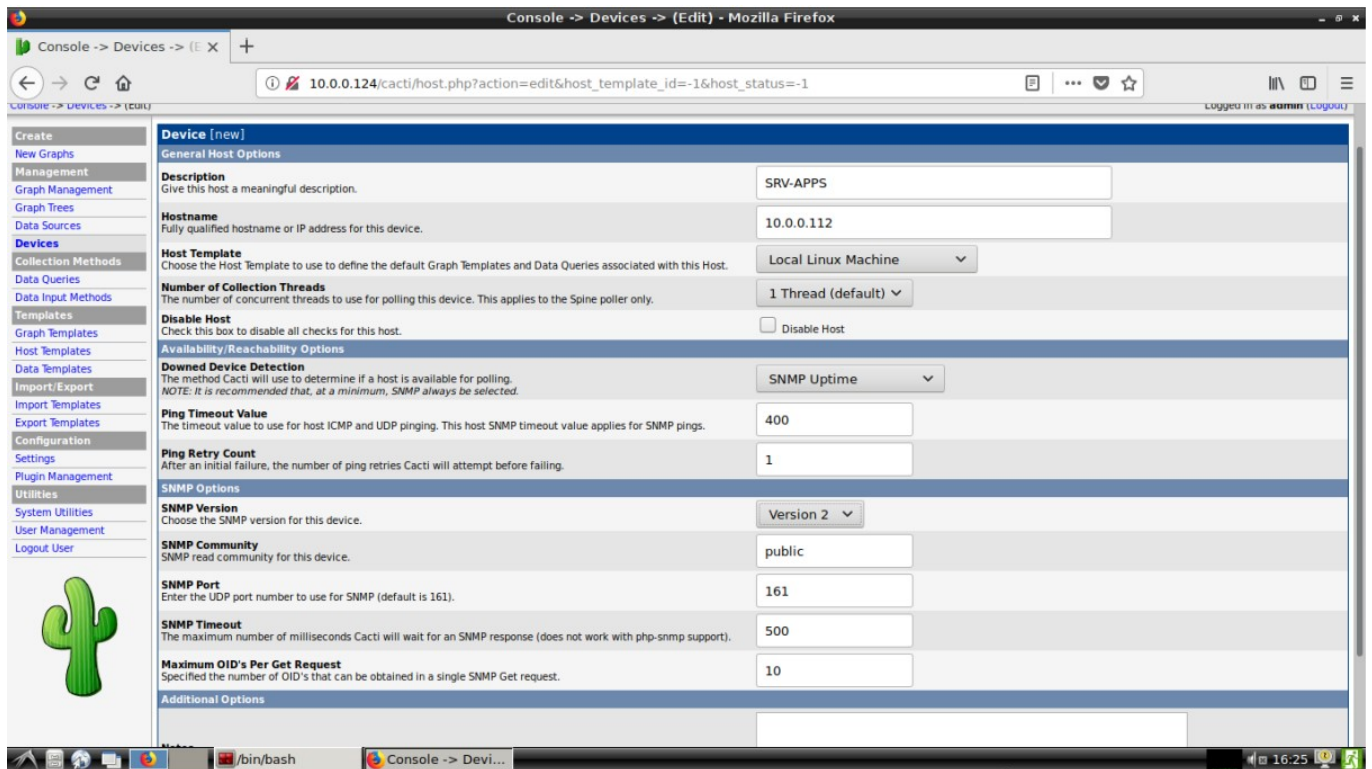 Console -> Devices -> (Edit) - Mozilla Firefox
Console -> Devices -> (E
10.0.0.124/cacti/host.php?action=edit&host_template_id=-1&host_status=-1
Console -> Devices -> (Edit)
Logged in as admin (Logout)
Create
New Graphs
Management
Graph Management
Graph Trees
Data Sources
Devices
Collection Methods
Data Queries
Data Input Methods
Templates
Graph Templates
Host Templates
Data Templates
Import/Export
Import Templates
Export Templates
Configuration
Settings
Plugin Management
Utilities
System Utilities
User Management
Logout User
Device [new]
General Host Options
Description
Give this host a meaningful description.
SRV-APPS
Hostname
Fully qualified hostname or IP address for this device.
10.0.0.112
Host Template
Choose the Host Template to use to define the default Graph Templates and Data Queries associated with this Host.
Local Linux Machine
Number of Collection Threads
The number of concurrent threads to use for polling this device. This applies to the Spine poller only.
1 Thread (default)
Disable Host
Check this box to disable all checks for this host.
Disable Host
Availability/Reachability Options
Downed Device Detection
The method Cacti will use to determine if a host is available for polling.
NOTE: It is recommended that, at a minimum, SNMP always be selected.
SNMP Uptime
Ping Timeout Value
The timeout value to use for host ICMP and UDP pinging. This host SNMP timeout value applies for SNMP pings.
400
Ping Retry Count
After an initial failure, the number of ping retries Cacti will attempt before failing.
1
SNMP Options
SNMP Version
Choose the SNMP version for this device.
Version 2
SNMP Community
SNMP read community for this device.
public
SNMP Port
Enter the UDP port number to use for SNMP (default is 161).
161
SNMP Timeout
The maximum number of milliseconds Cacti will wait for an SNMP response (does not work with php-snmp support).
500
Maximum OID's Per Get Request
Specified the number of OID's that can be obtained in a single SNMP Get request.
10
Additional Options
Notes
/bin/bash
Console -> Devi...
16:25